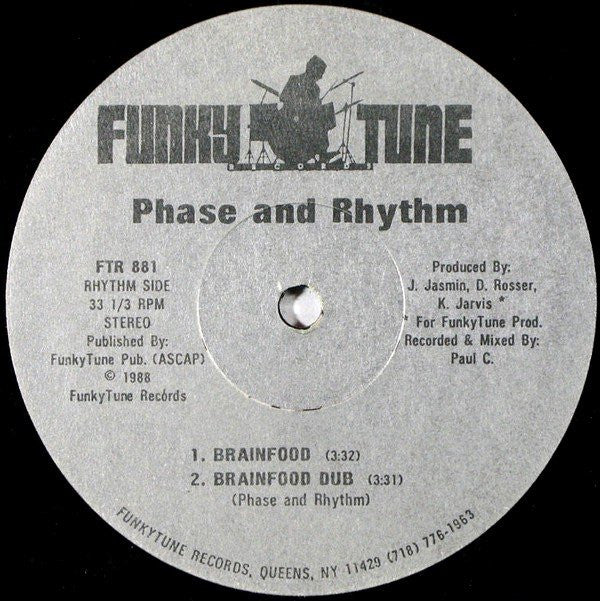 FUNKY TUNE
Phase and Rhythm
FTR 881
RHYTHM SIDE
33 1/3 RPM
STEREO
Published By:
FunkyTune Pub. (ASCAP)
© 1988
FunkyTune Records
Produced By:
J. Jasmin, D. Rosser,
K. Jarvis *
* For FunkyTune Prod.
Recorded & Mixed By:
Paul C.
1. BRAINFOOD (3:32)
2. BRAINFOOD DUB (3:31)
(Phase and Rhythm)
FUNKYTUNE RECORDS, QUEENS, NY 11429 (718) 776-1963